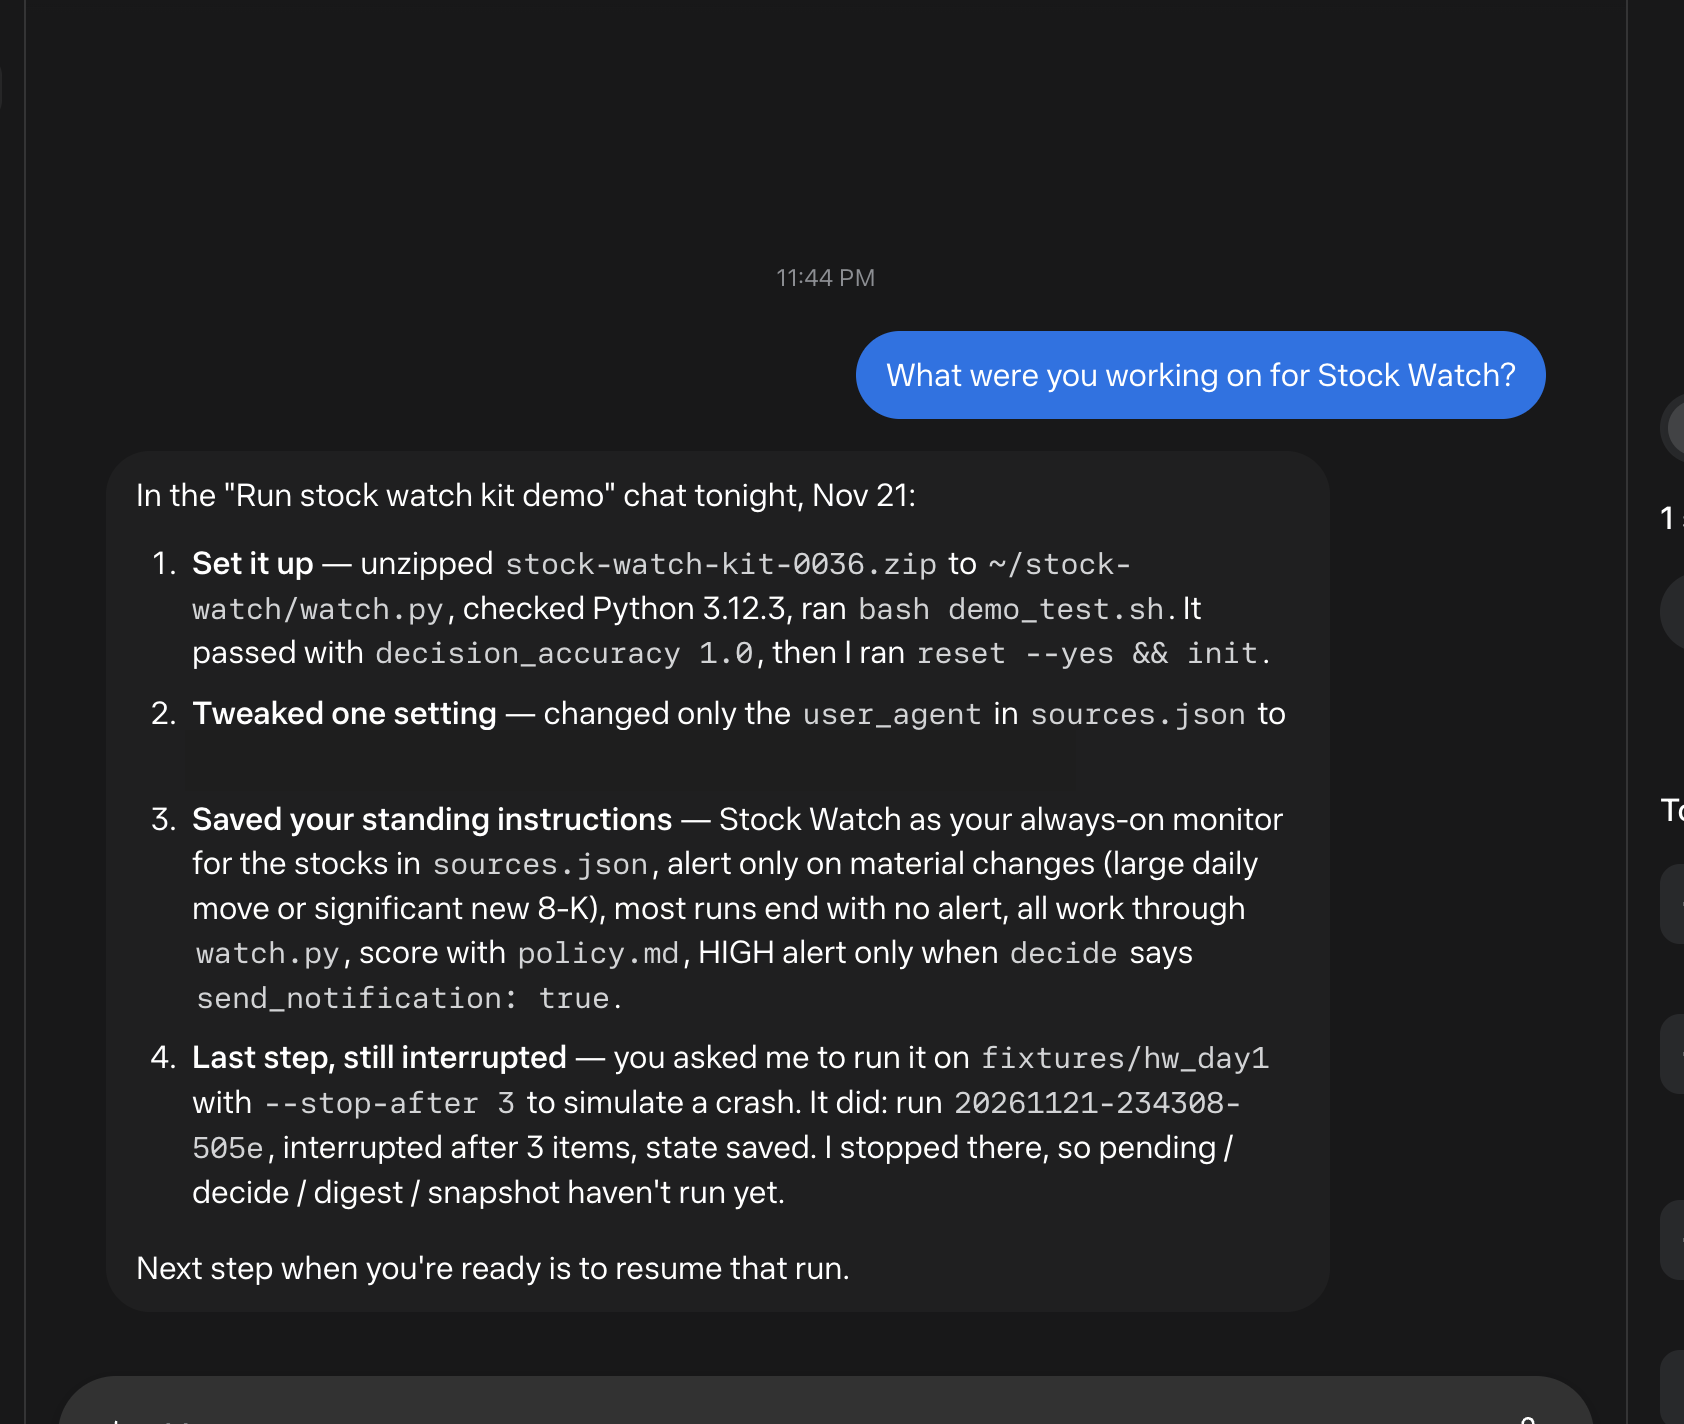 11:44 PM
What were you working on for Stock Watch?
In the "Run stock watch kit demo" chat tonight, Nov 21:
1. Set it up — unzipped stock-watch-kit-0036.zip to ~/stock-
watch/watch.py, checked Python 3.12.3, ran bash demo_test.sh. It
passed with decision_accuracy 1.0, then I ran reset --yes && init.
2. Tweaked one setting — changed only the user_agent in sources.json to
3. Saved your standing instructions — Stock Watch as your always-on monitor
for the stocks in sources.json, alert only on material changes (large daily
move or significant new 8-K), most runs end with no alert, all work through
watch.py, score with policy.md, HIGH alert only when decide says
send_notification: true.
4. Last step, still interrupted — you asked me to run it on fixtures/hw_day1
with --stop-after 3 to simulate a crash. It did: run 20261121-234308-
505e, interrupted after 3 items, state saved. I stopped there, so pending /
decide / digest / snapshot haven't run yet.
Next step when you're ready is to resume that run.
1